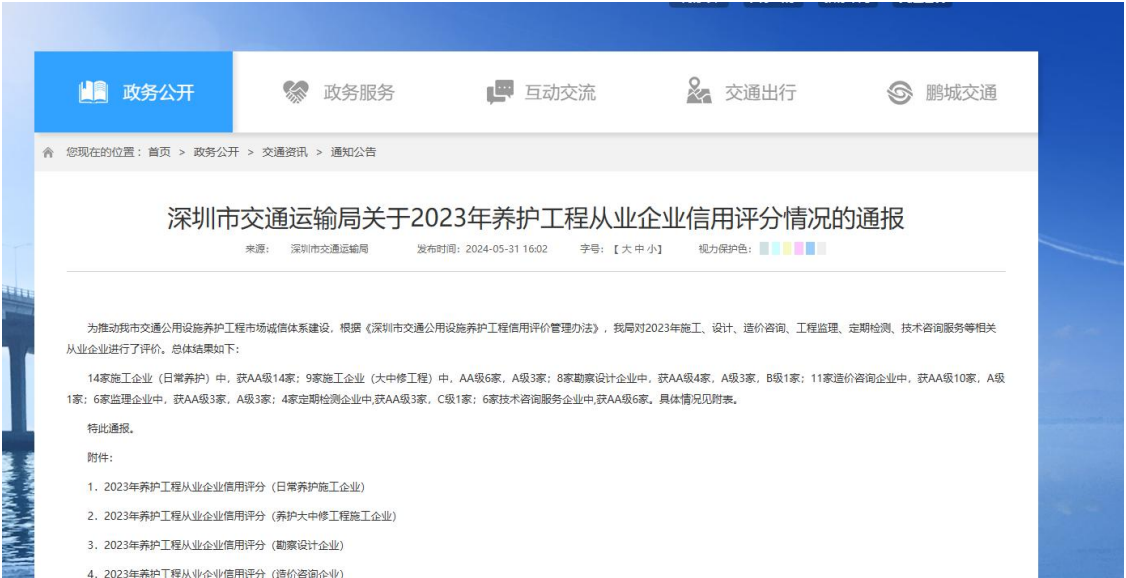 政务公开
政务服务
互动交流
交通出行
鹏城交通
您现在的位置：首页 > 政务公开 > 交通资讯 > 通知公告
深圳市交通运输局关于2023年养护工程从业企业信用评分情况的通报
来源： 深圳市交通运输局 发布时间：2024-05-31 16:02 字号：【大 中 小】 视力保护色：
为推动我市交通公用设施养护工程市场诚信体系建设，根据《深圳市交通公用设施养护工程信用评价管理办法》，我局对2023年施工、设计、造价咨询、工程监理、定期检测、技术咨询服务等相关
从业企业进行了评价。总体结果如下：
14家施工企业（日常养护）中，获AA级14家；9家施工企业（大中修工程）中，AA级6家，A级3家；8家勘察设计企业中，获AA级4家，A级3家，B级1家；11家造价咨询企业中，获AA级10家，A级
1家；6家监理企业中，获AA级3家，A级3家；4家定期检测企业中,获AA级3家，C级1家；6家技术咨询服务企业中,获AA级6家。具体情况见附表。
特此通报。
附件：
1、2023年养护工程从业企业信用评分（日常养护施工企业）
2、2023年养护工程从业企业信用评分（养护大中修工程施工企业）
3、2023年养护工程从业企业信用评分（勘察设计企业）
4、2023年养护工程从业企业信用评分（造价咨询企业）